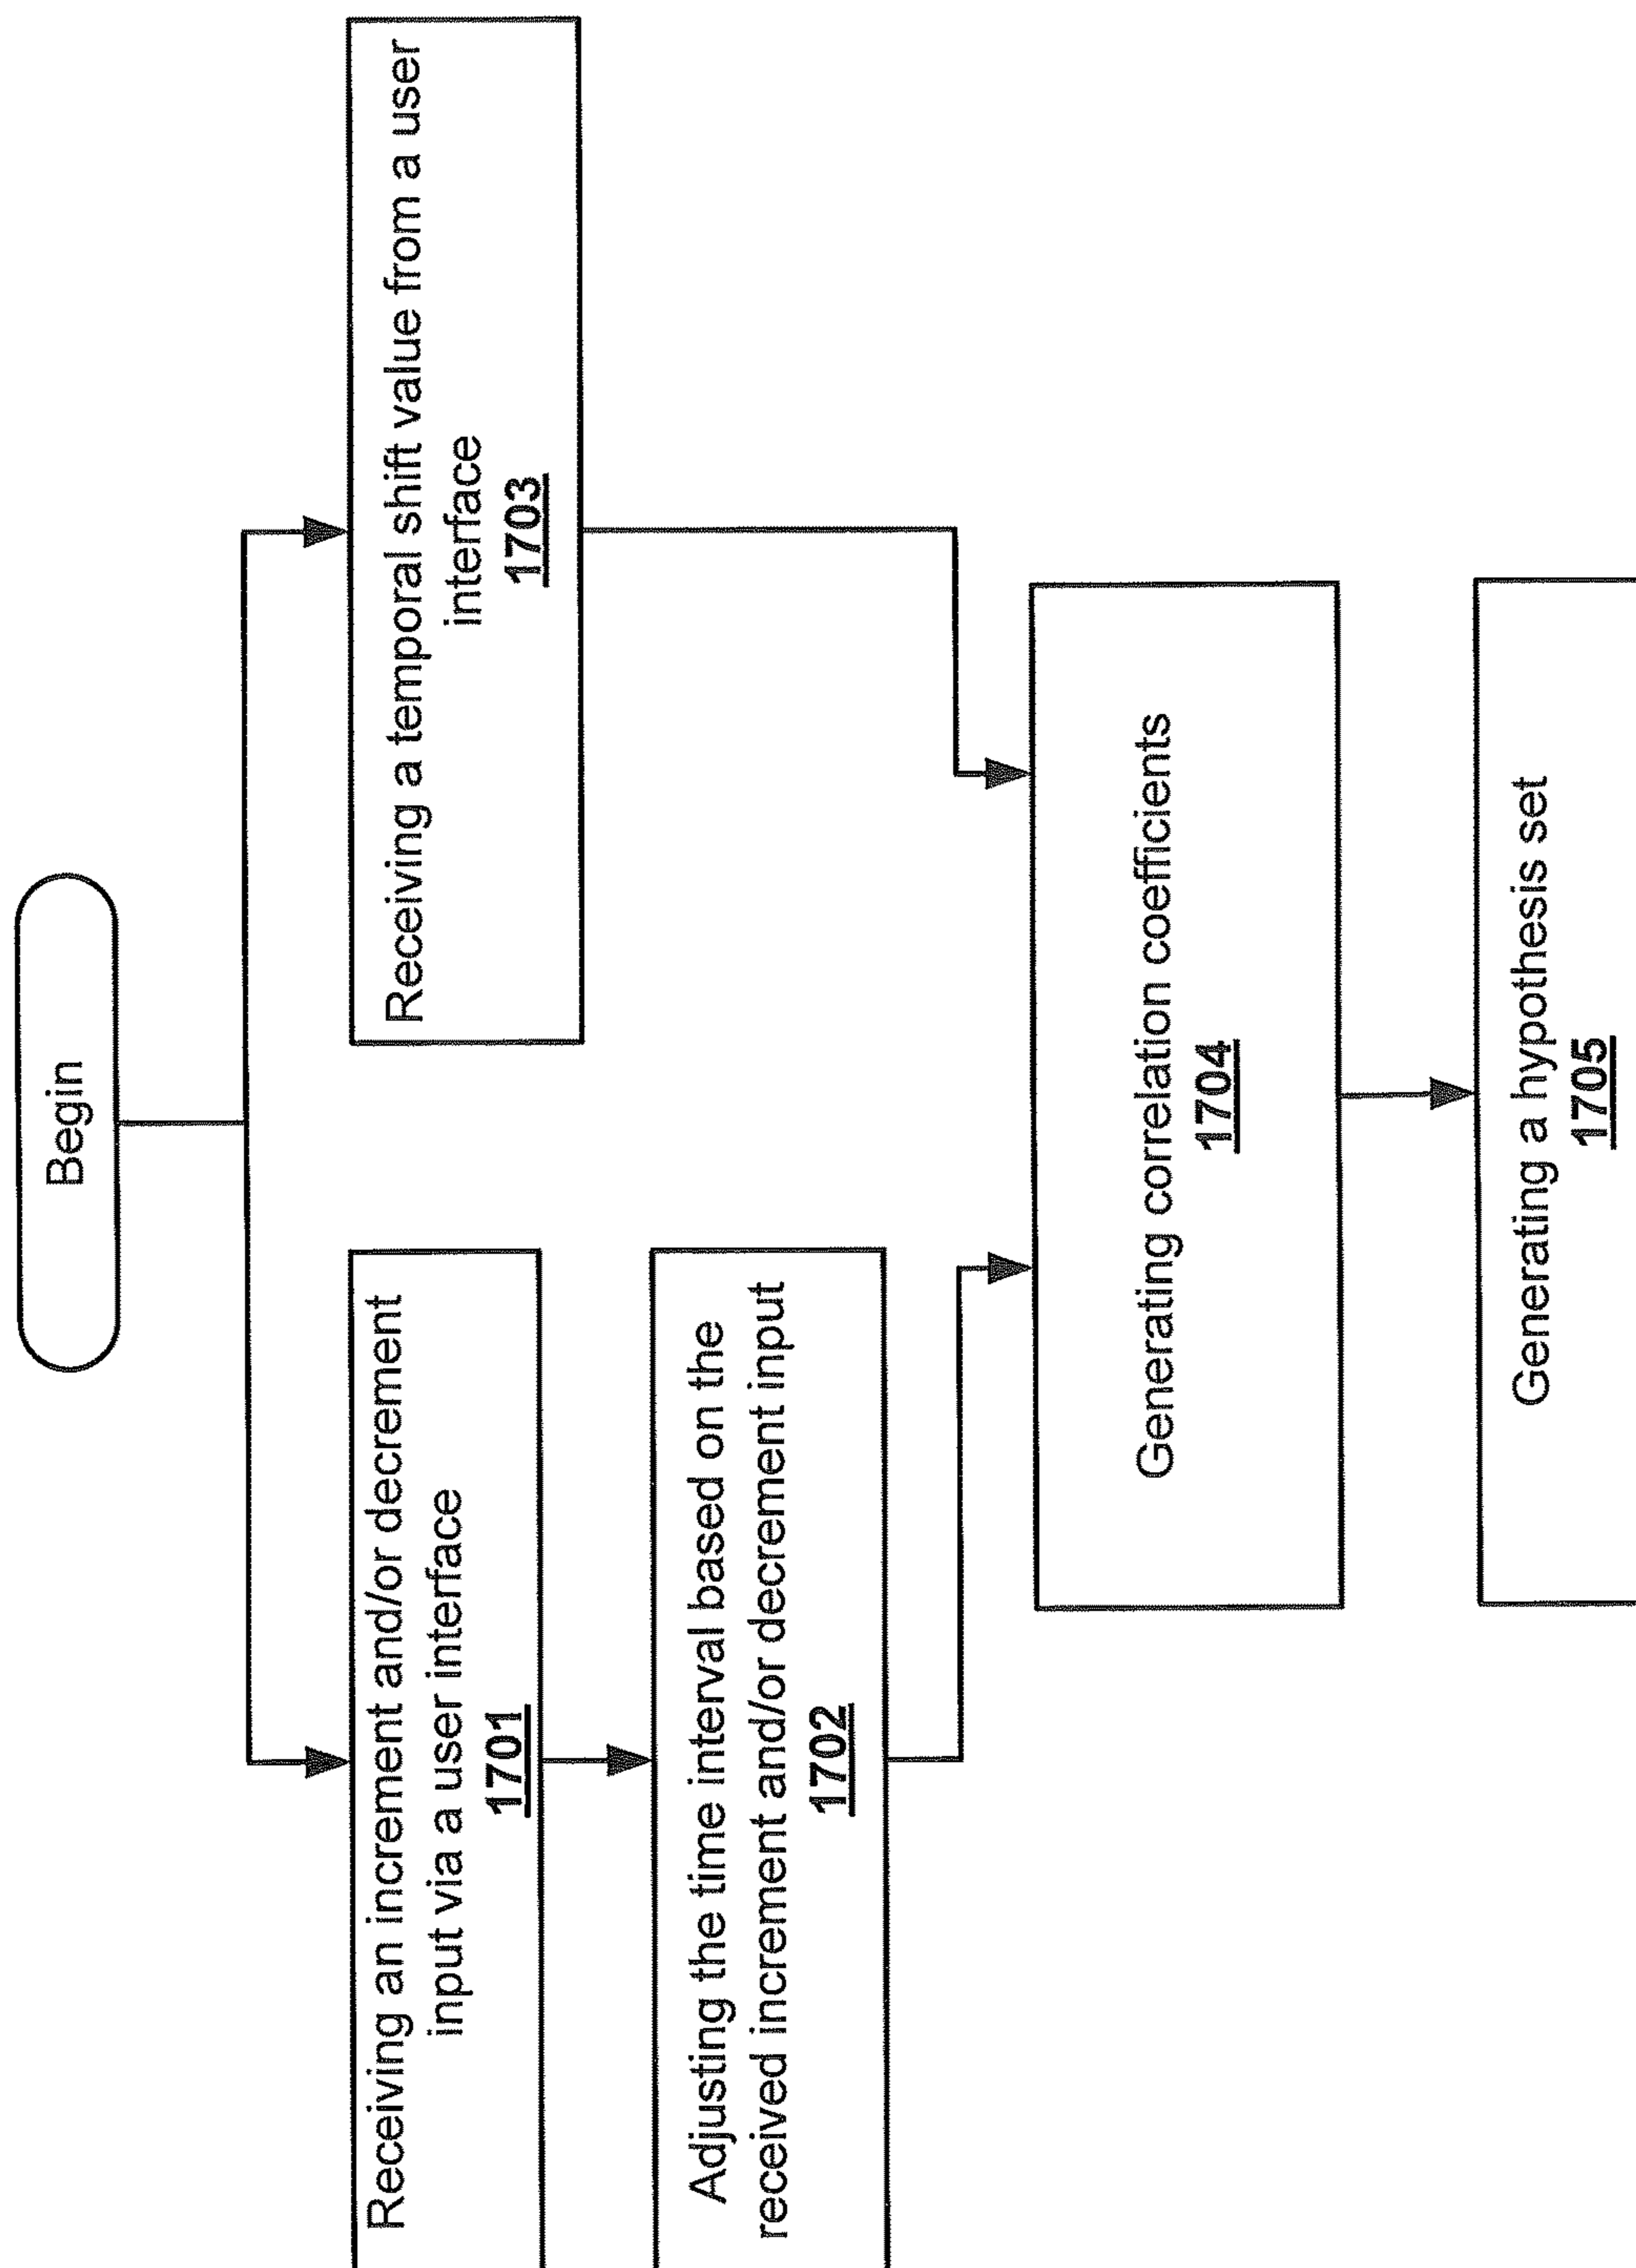 Begin
Receiving an increment and/or decrement
input via a user interface
1701
Adjusting the time interval based on the
received increment and/or decrement input
1702
Receiving a temporal shift value from a user
interface
1703
Generating correlation coefficients
1704
Generating a hypothesis set
1705